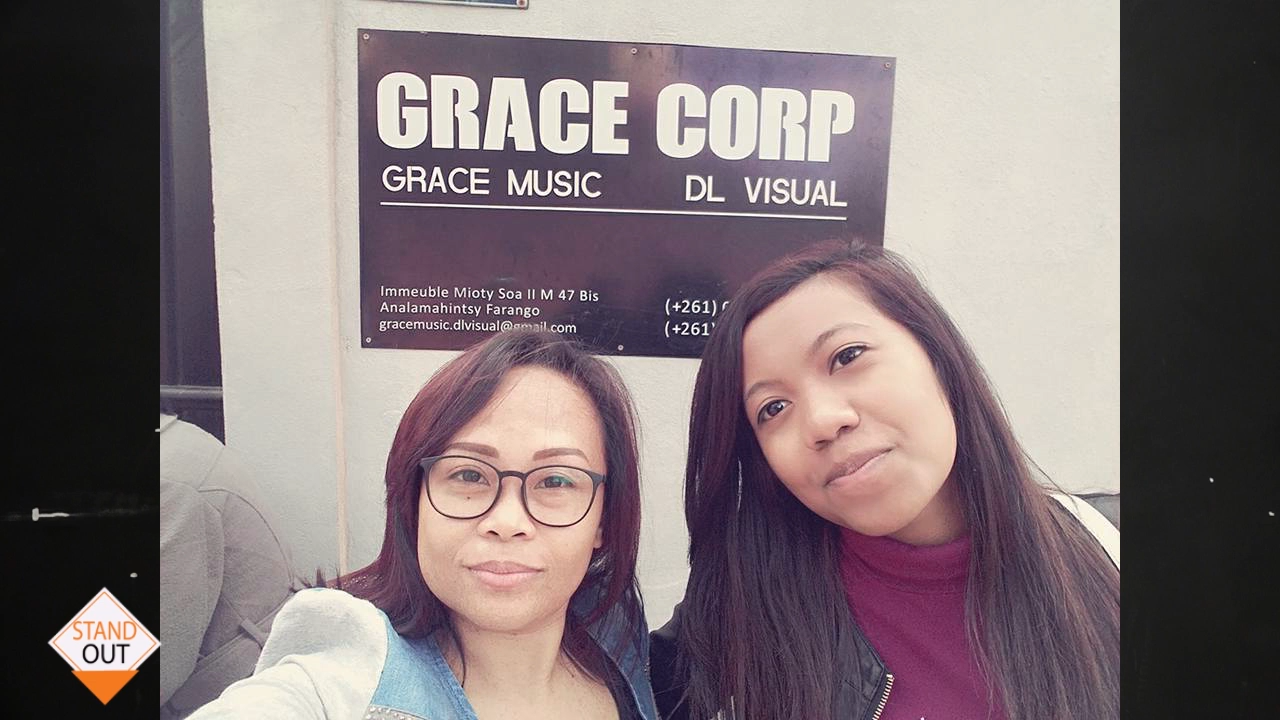 GRACE CORP
GRACE MUSIC DL VISUAL
Immeuble Mioty Soa II M 47 Bis
Analamahintsy Farango
gracemusic.dlvisual@gmail.com
(+261)
(+261)
STAND
OUT